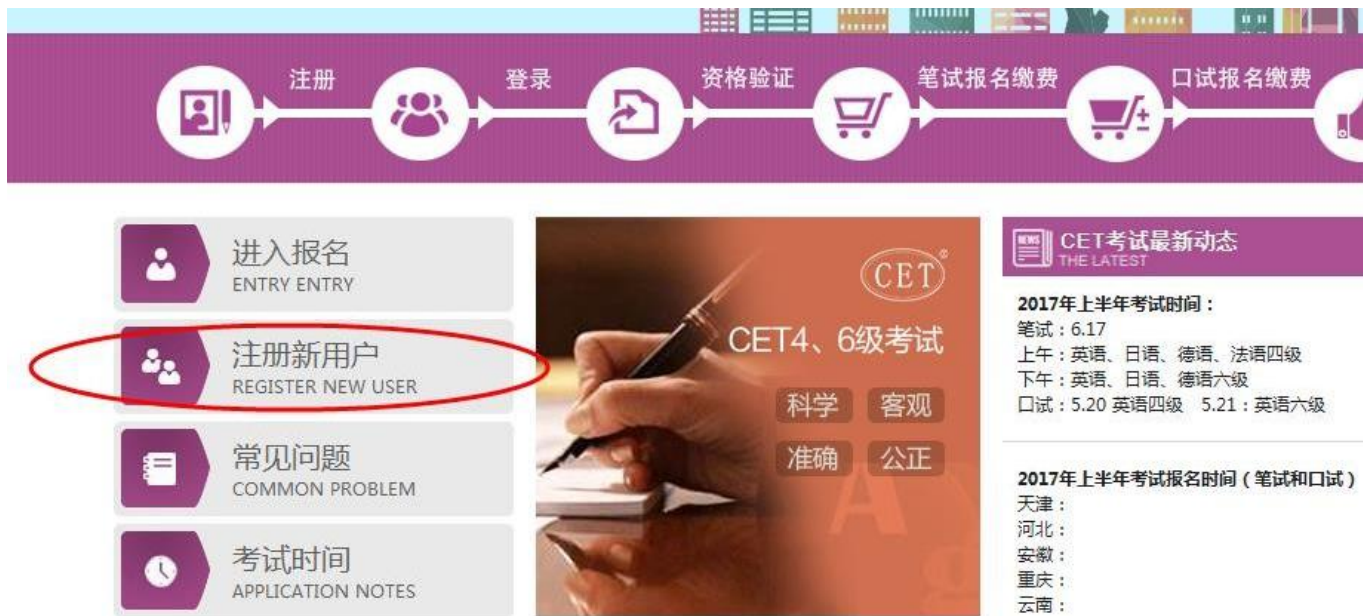 注册
登录
资格验证
笔试报名缴费
口试报名缴费
进入报名
ENTRY ENTRY
注册新用户
REGISTER NEW USER
常见问题
COMMON PROBLEM
考试时间
APPLICATION NOTES
CET®
CET4、6级考试
科学 客观
准确 公正
NEWS
CET考试最新动态
THE LATEST
2017年上半年考试时间：
笔试：6.17
上午：英语、日语、德语、法语四级
下午：英语、日语、德语六级
口试：5.20 英语四级 5.21：英语六级
2017年上半年考试报名时间（笔试和口试）
天津：
河北：
安徽：
重庆：
云南：